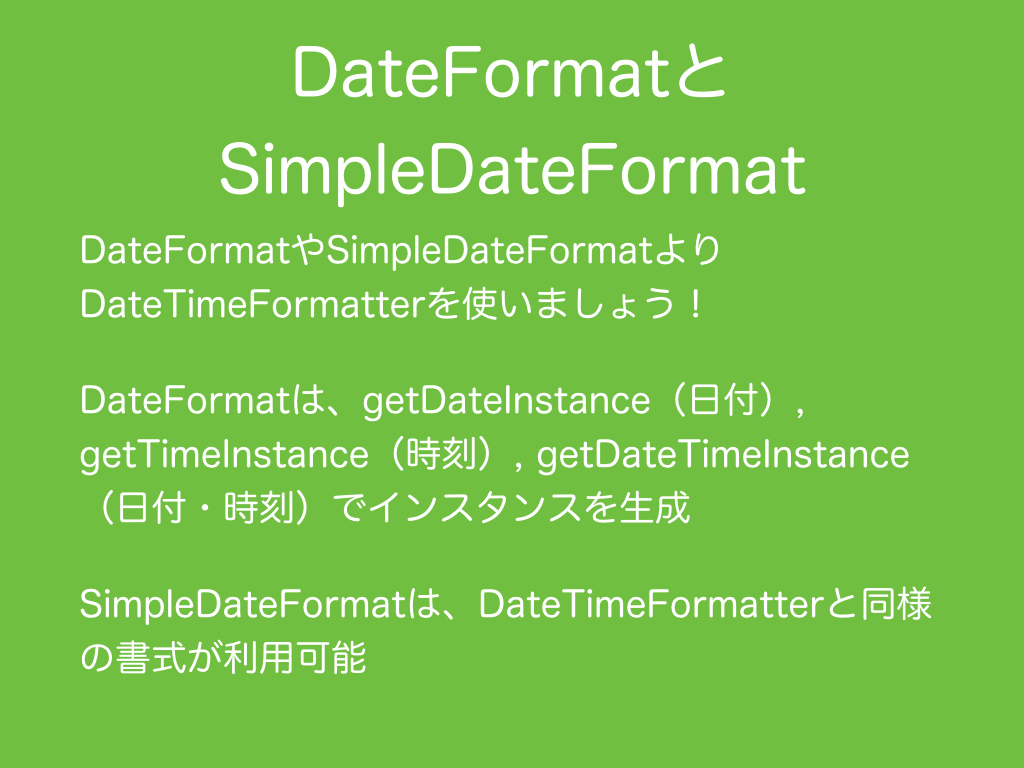 DateFormatと
SimpleDateFormat
DateFormatやSimpleDateFormatより
DateTimeFormatterを使いましょう！
DateFormatは、getDateInstance（日付）,
getTimeInstance（時刻）, getDateTimeInstance
（日付・時刻）でインスタンスを生成
SimpleDateFormatは、DateTimeFormatterと同様
の書式が利用可能